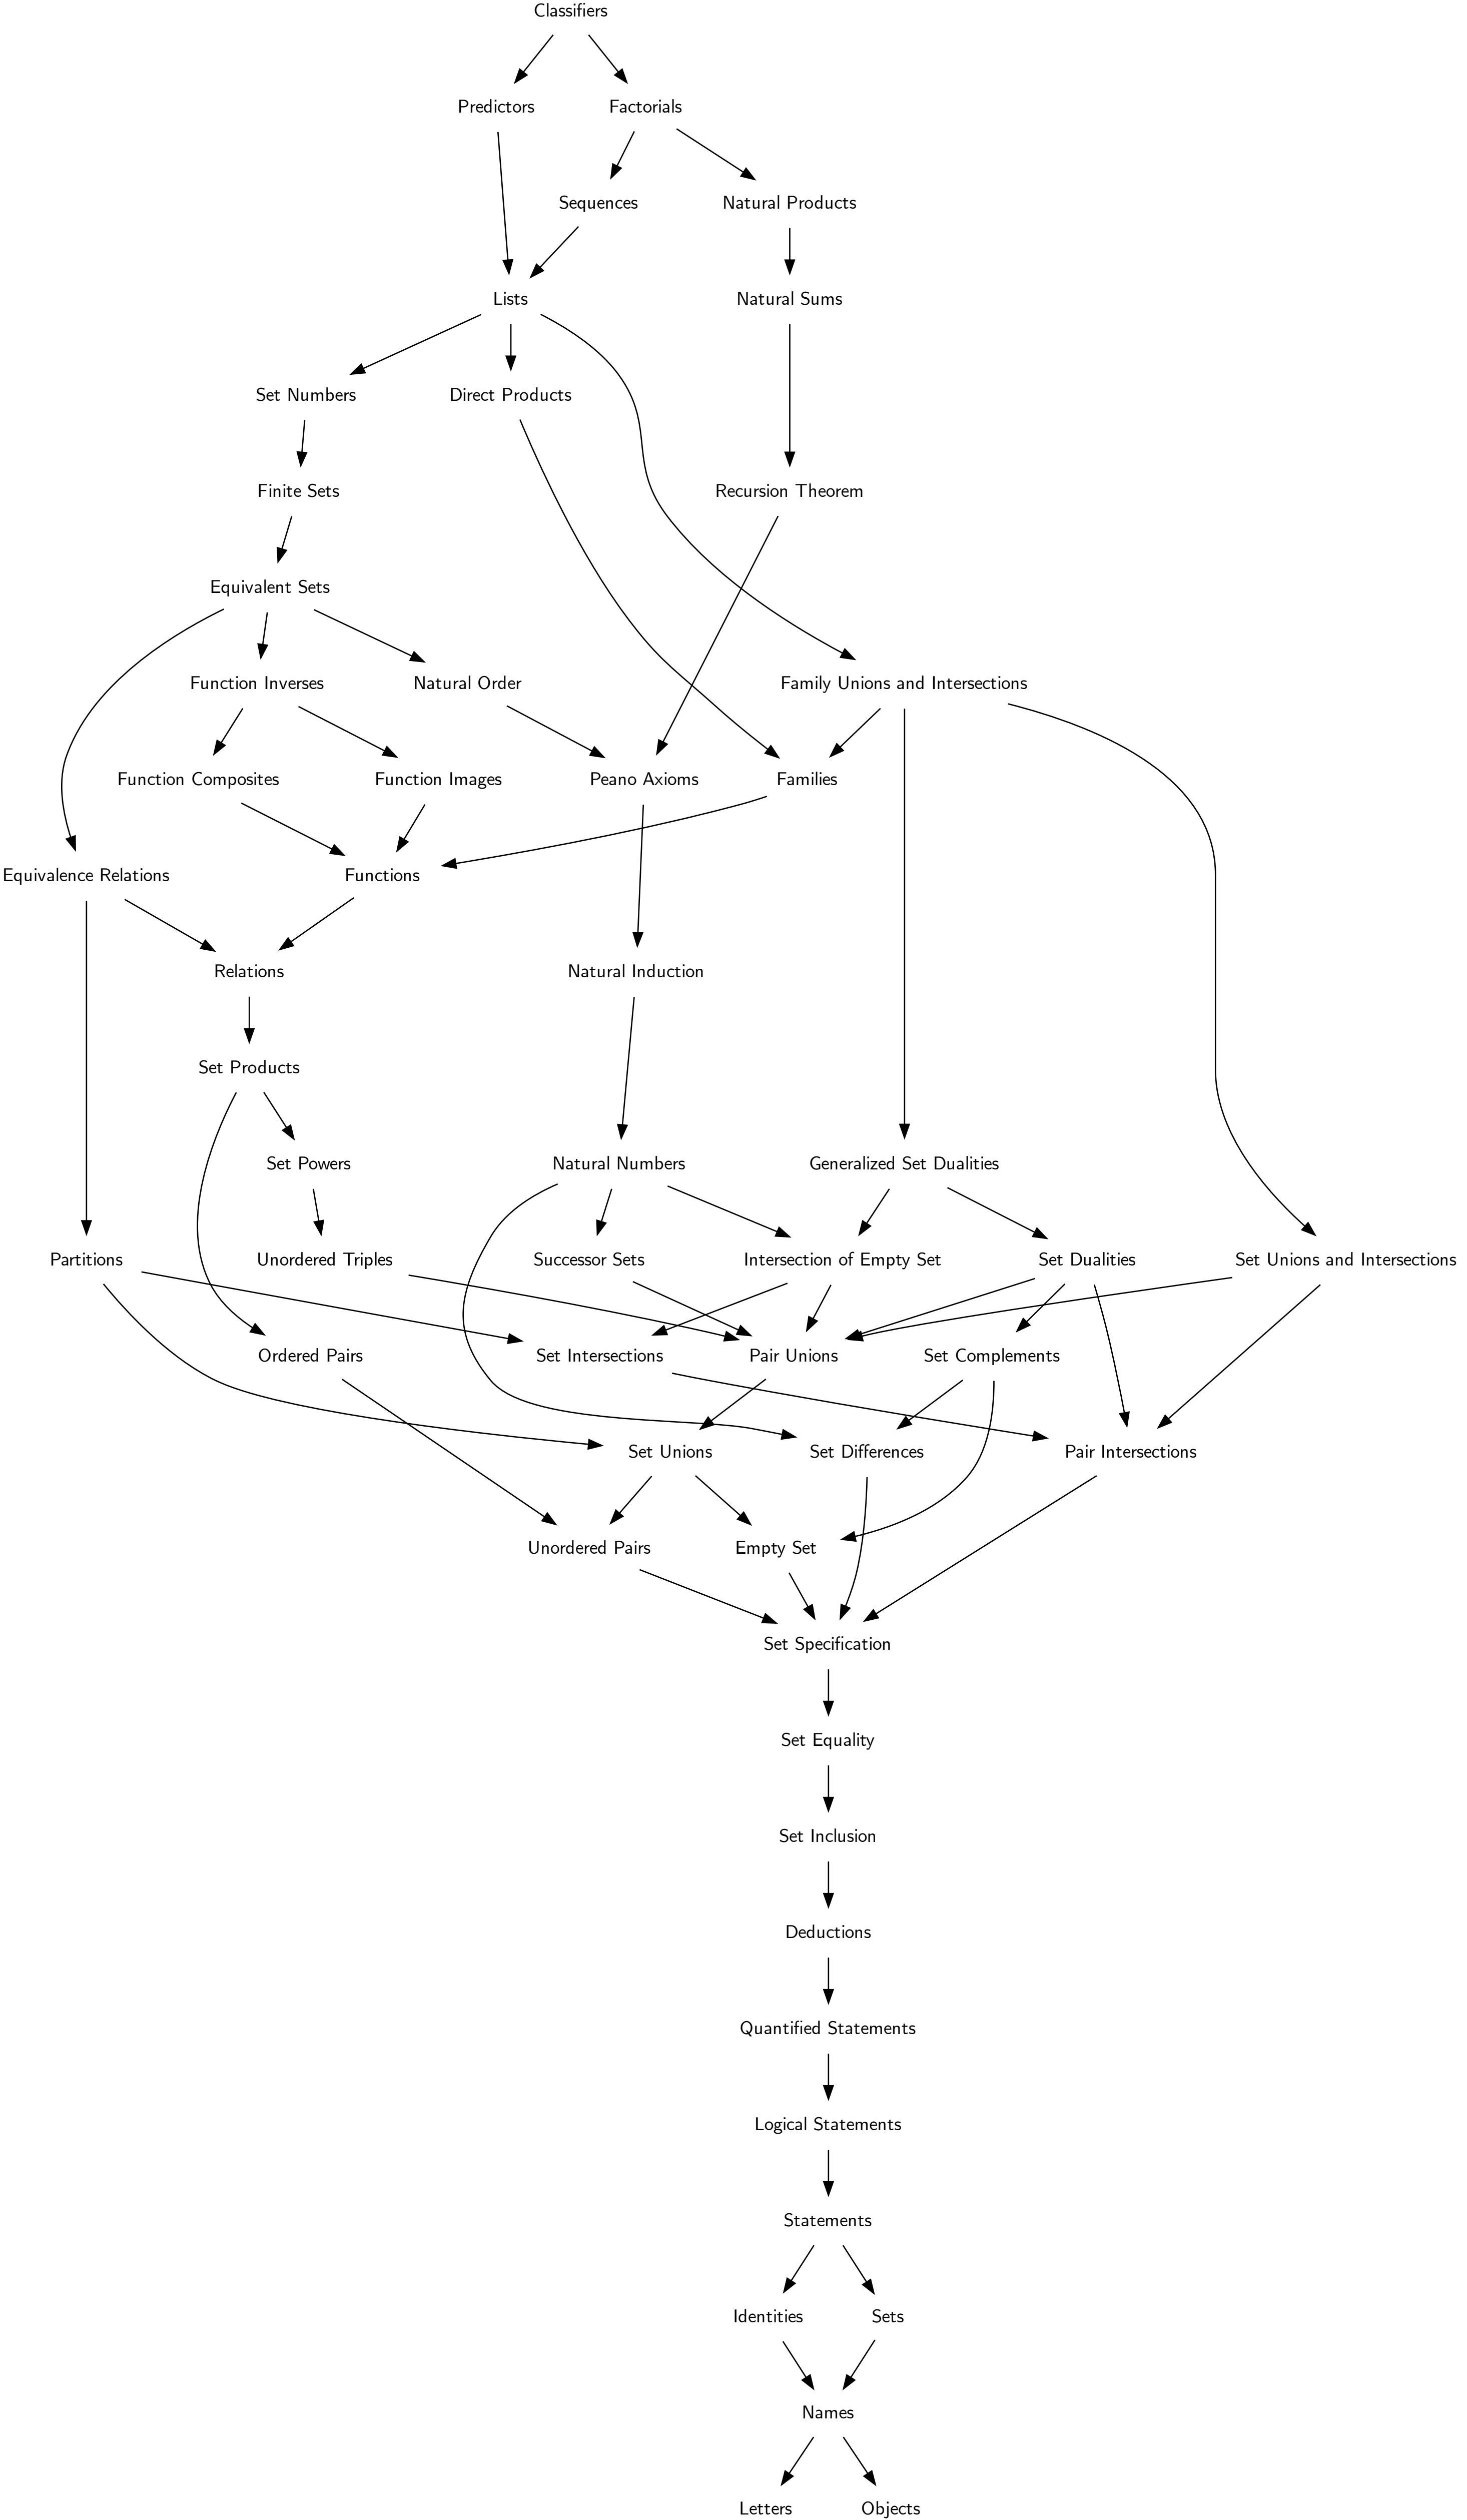 Classifiers
Predictors
Factorials
Sequences
Natural Products
Lists
Natural Sums
Set Numbers
Direct Products
Finite Sets
Recursion Theorem
Equivalent Sets
Function Inverses
Natural Order
Family Unions and Intersections
Function Composites
Function Images
Peano Axioms
Families
Equivalence Relations
Functions
Relations
Natural Induction
Set Products
Set Powers
Natural Numbers
Generalized Set Dualities
Partitions
Unordered Triples
Successor Sets
Intersection of Empty Set
Set Dualities
Set Unions and Intersections
Ordered Pairs
Set Intersections
Pair Unions
Set Complements
Set Unions
Set Differences
Pair Intersections
Unordered Pairs
Empty Set
Set Specification
Set Equality
Set Inclusion
Deductions
Quantified Statements
Logical Statements
Statements
Identities
Sets
Names
Letters
Objects